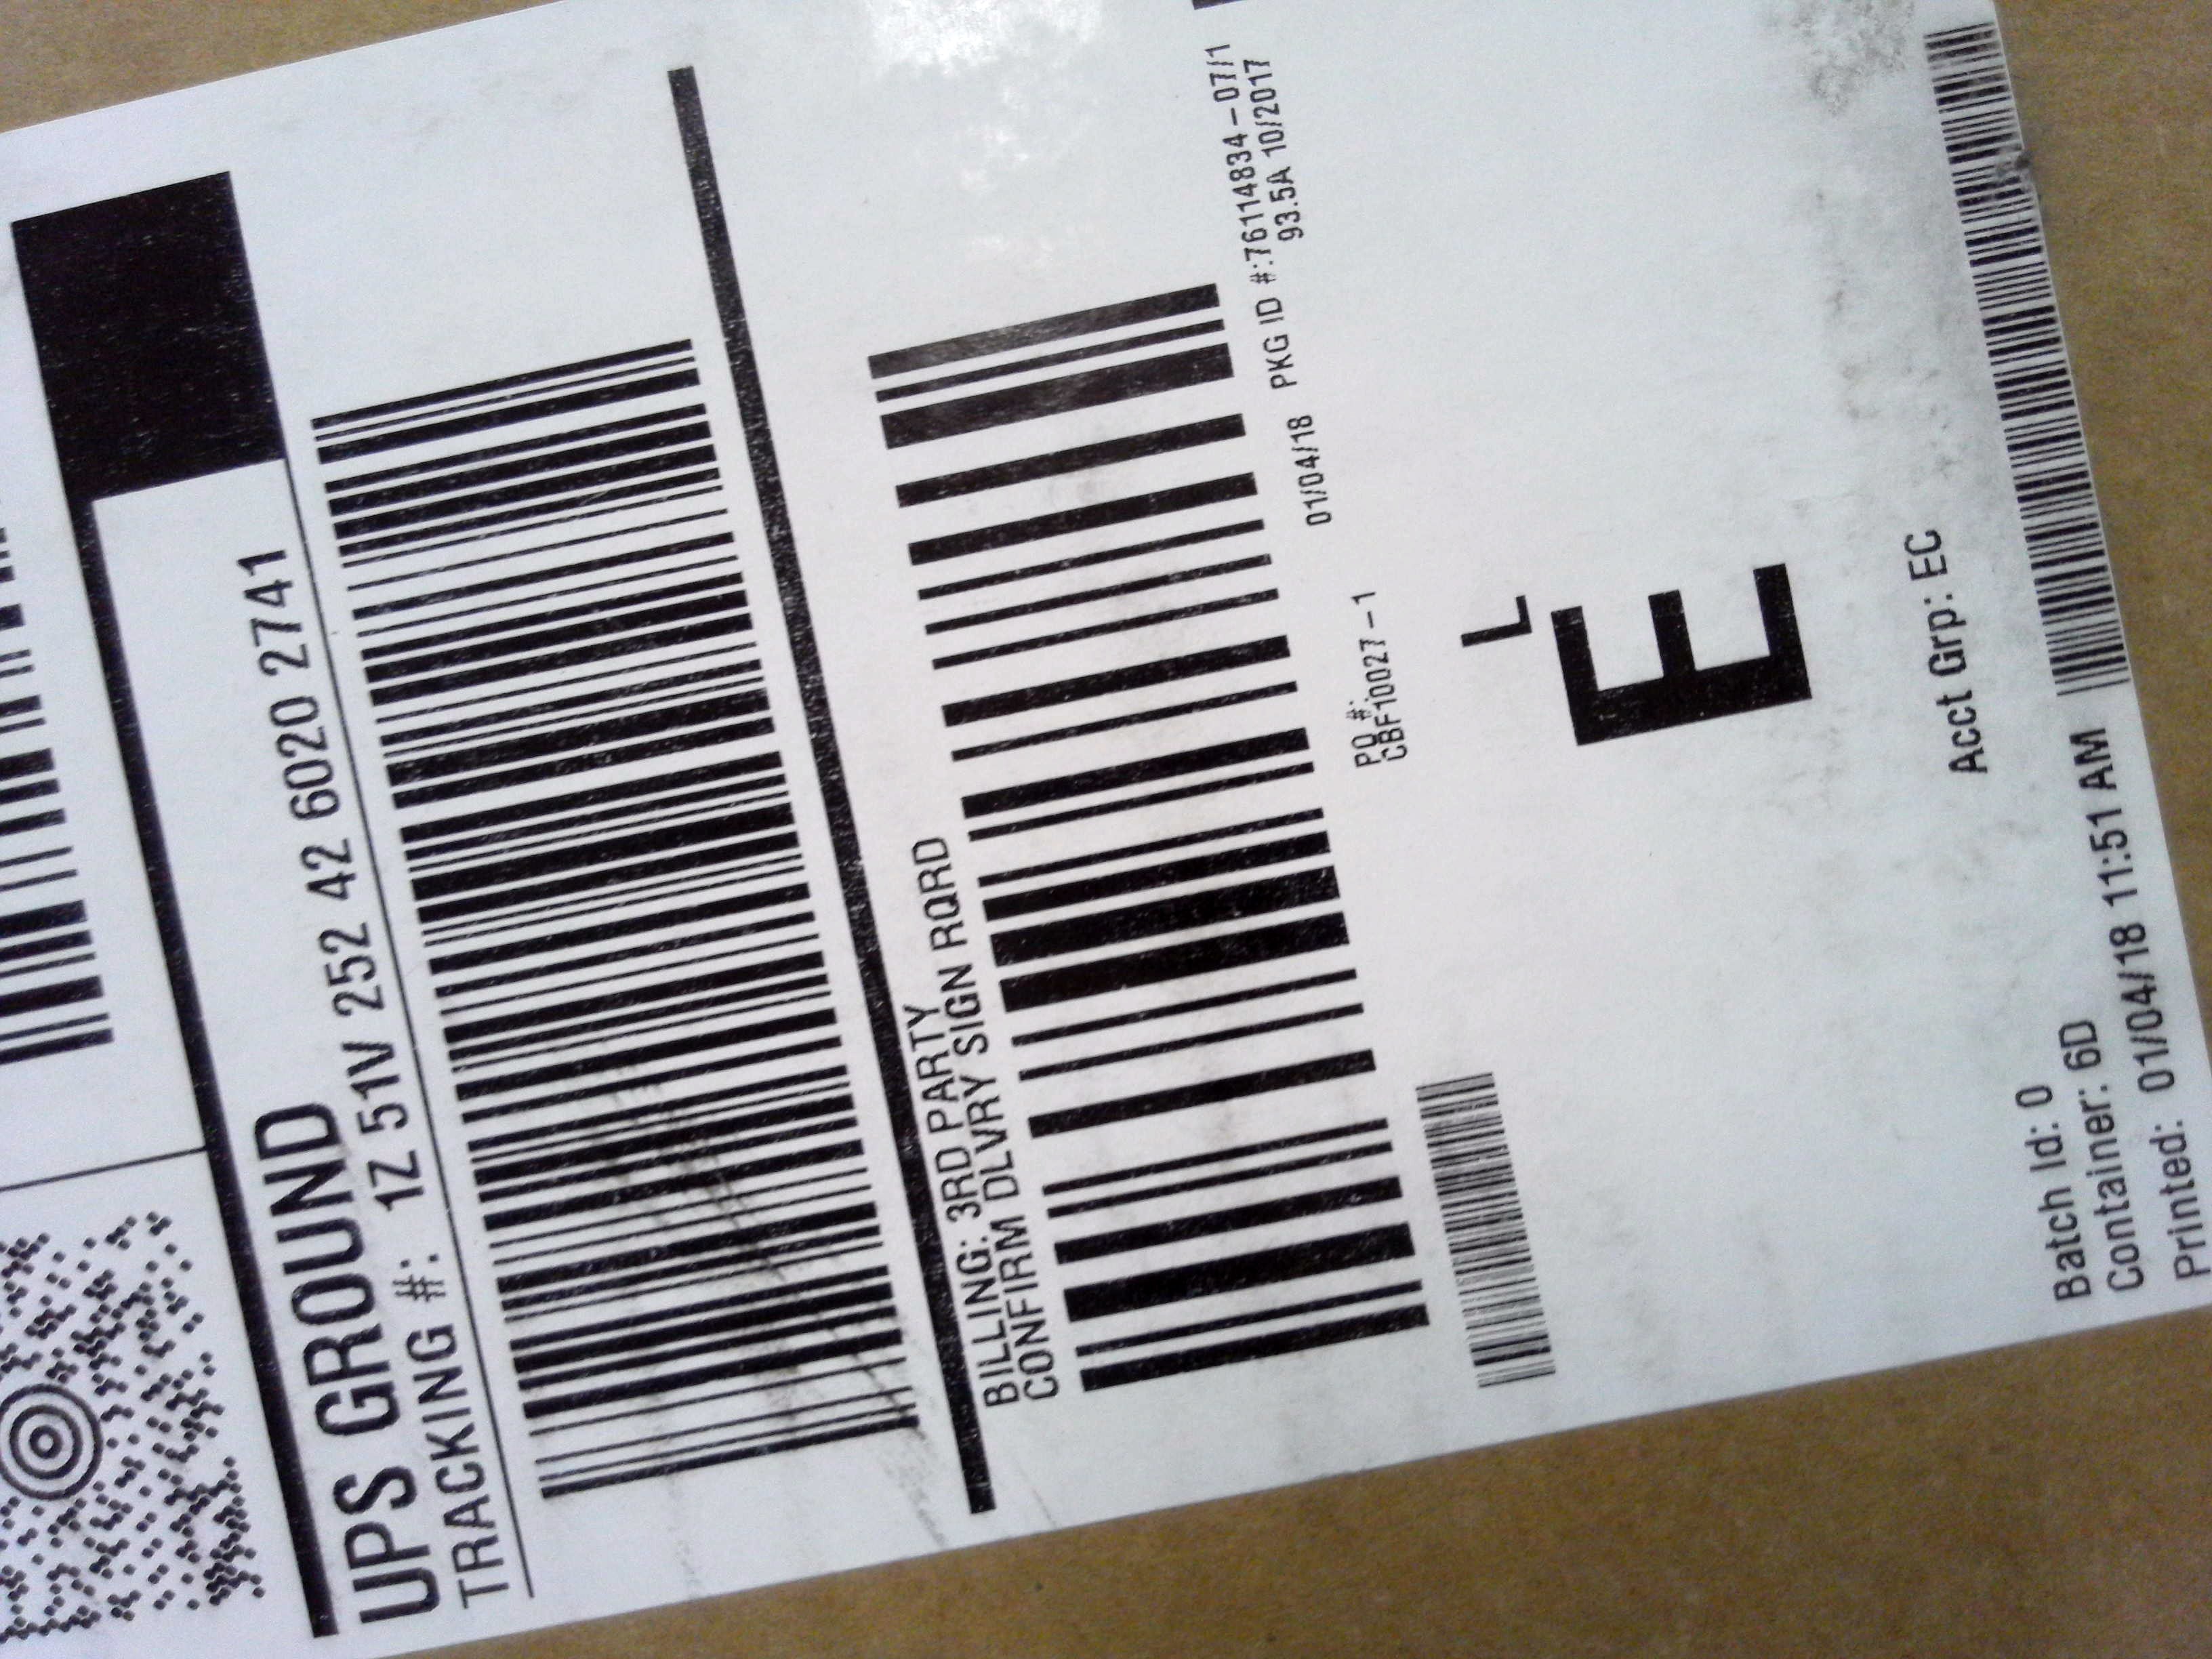 UPS GROUND
TRACKING #: 1Z 51V 252 42 6020 2741
BILLING: 3RD PARTY
CONFIRM DLVRY SIGN RQRD
01/04/18 PKG ID #:76114834-07/1
93.5A 10/2017
PO #:
CBF10027-1
L
E
Acct Grp: EC
Batch Id: 0
Container: 6D
Printed: 01/04/18 11:51 AM